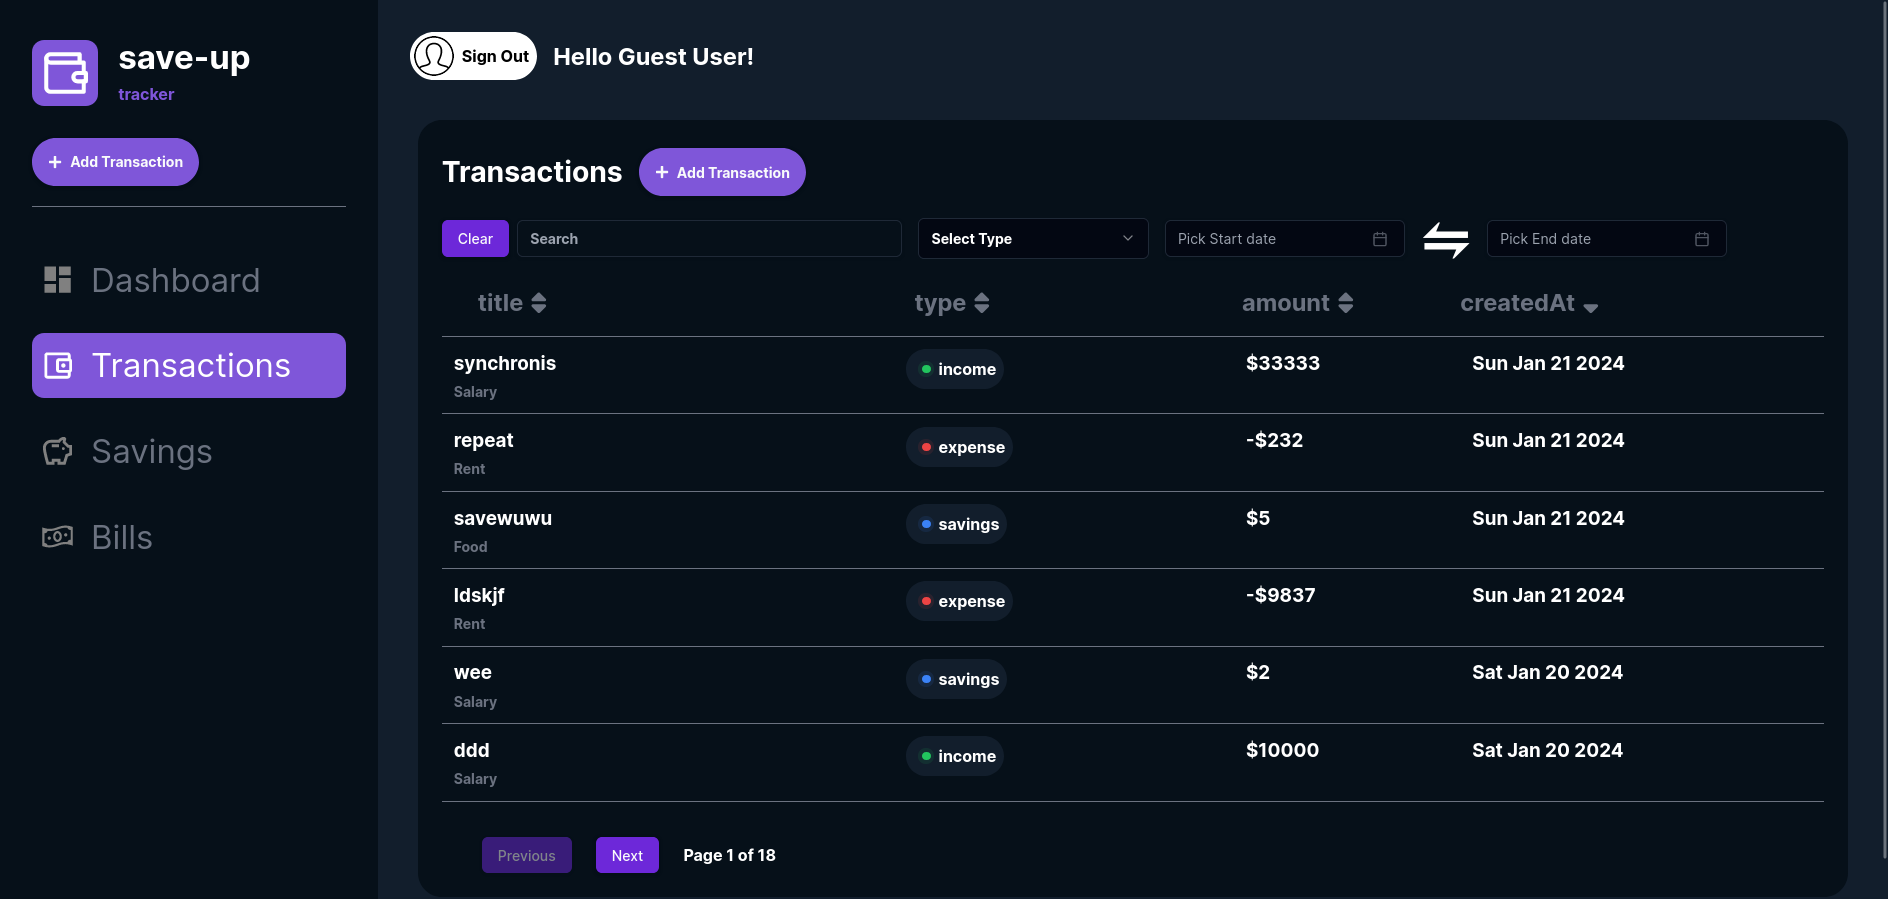 save-up
tracker
+ Add Transaction
Dashboard
Transactions
Savings
Bills
Sign Out Hello Guest User!
Transactions + Add Transaction
Clear Search Select Type Pick Start date Pick End date
title type amount createdAt
synchronis income $33333 Sun Jan 21 2024
Salary
repeat expense -$232 Sun Jan 21 2024
Rent
savewuwu savings $5 Sun Jan 21 2024
Food
ldskjf expense -$9837 Sun Jan 21 2024
Rent
wee savings $2 Sat Jan 20 2024
Salary
ddd income $10000 Sat Jan 20 2024
Salary
Previous Next Page 1 of 18